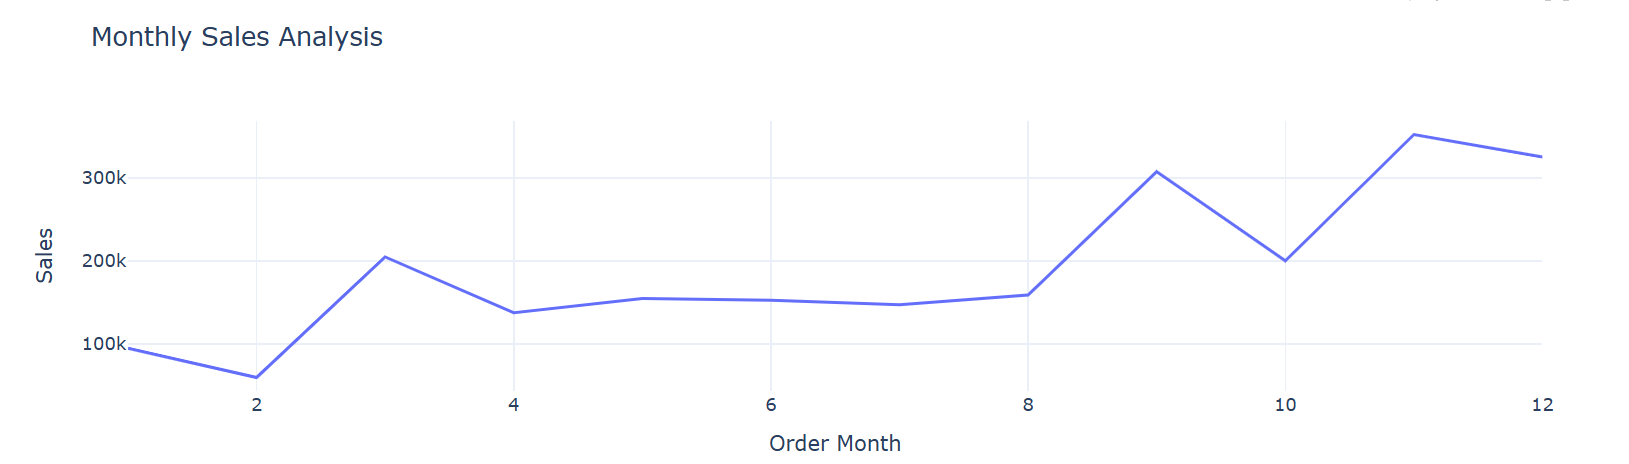 Monthly Sales Analysis
300k
200k
100k
Sales
2 4 6 8 10 12
Order Month